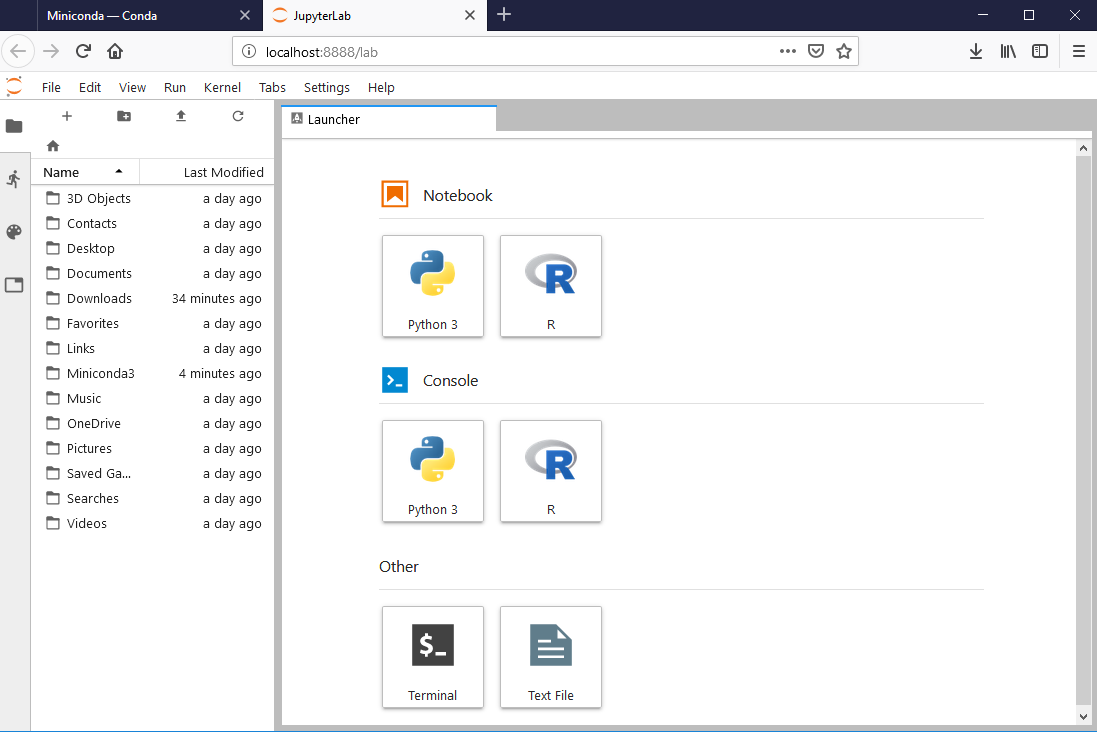 Miniconda — Conda
JupyterLab
localhost:8888/lab
File Edit View Run Kernel Tabs Settings Help
Launcher
Name Last Modified
3D Objects a day ago
Contacts a day ago
Desktop a day ago
Documents a day ago
Downloads 34 minutes ago
Favorites a day ago
Links a day ago
Miniconda3 4 minutes ago
Music a day ago
OneDrive a day ago
Pictures a day ago
Saved Ga... a day ago
Searches a day ago
Videos a day ago
Notebook
Python 3
R
Console
Python 3
R
Other
$_
Terminal
Text File